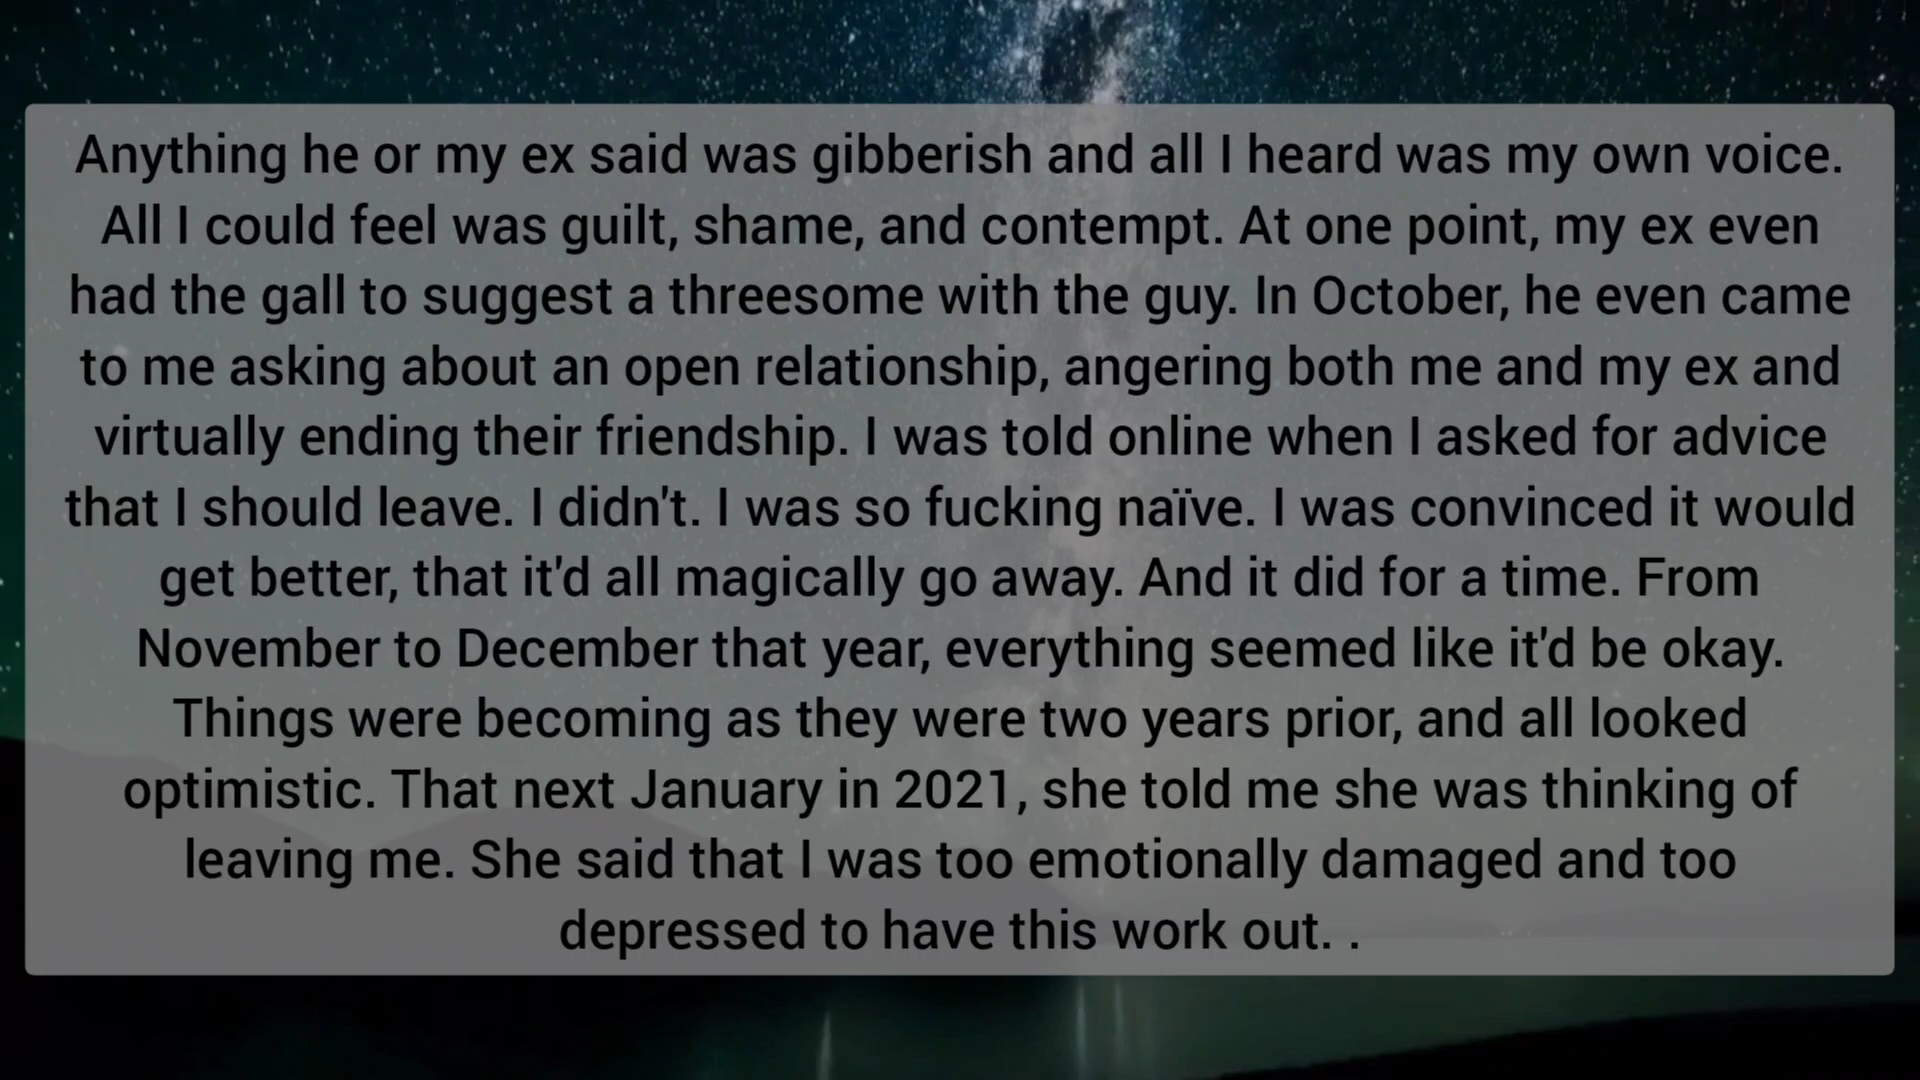 Anything he or my ex said was gibberish and all I heard was my own voice.
All I could feel was guilt, shame, and contempt. At one point, my ex even
had the gall to suggest a threesome with the guy. In October, he even came
to me asking about an open relationship, angering both me and my ex and
virtually ending their friendship. I was told online when I asked for advice
that I should leave. I didn't. I was so fucking naïve. I was convinced it would
get better, that it'd all magically go away. And it did for a time. From
November to December that year, everything seemed like it'd be okay.
Things were becoming as they were two years prior, and all looked
optimistic. That next January in 2021, she told me she was thinking of
leaving me. She said that I was too emotionally damaged and too
depressed to have this work out. .